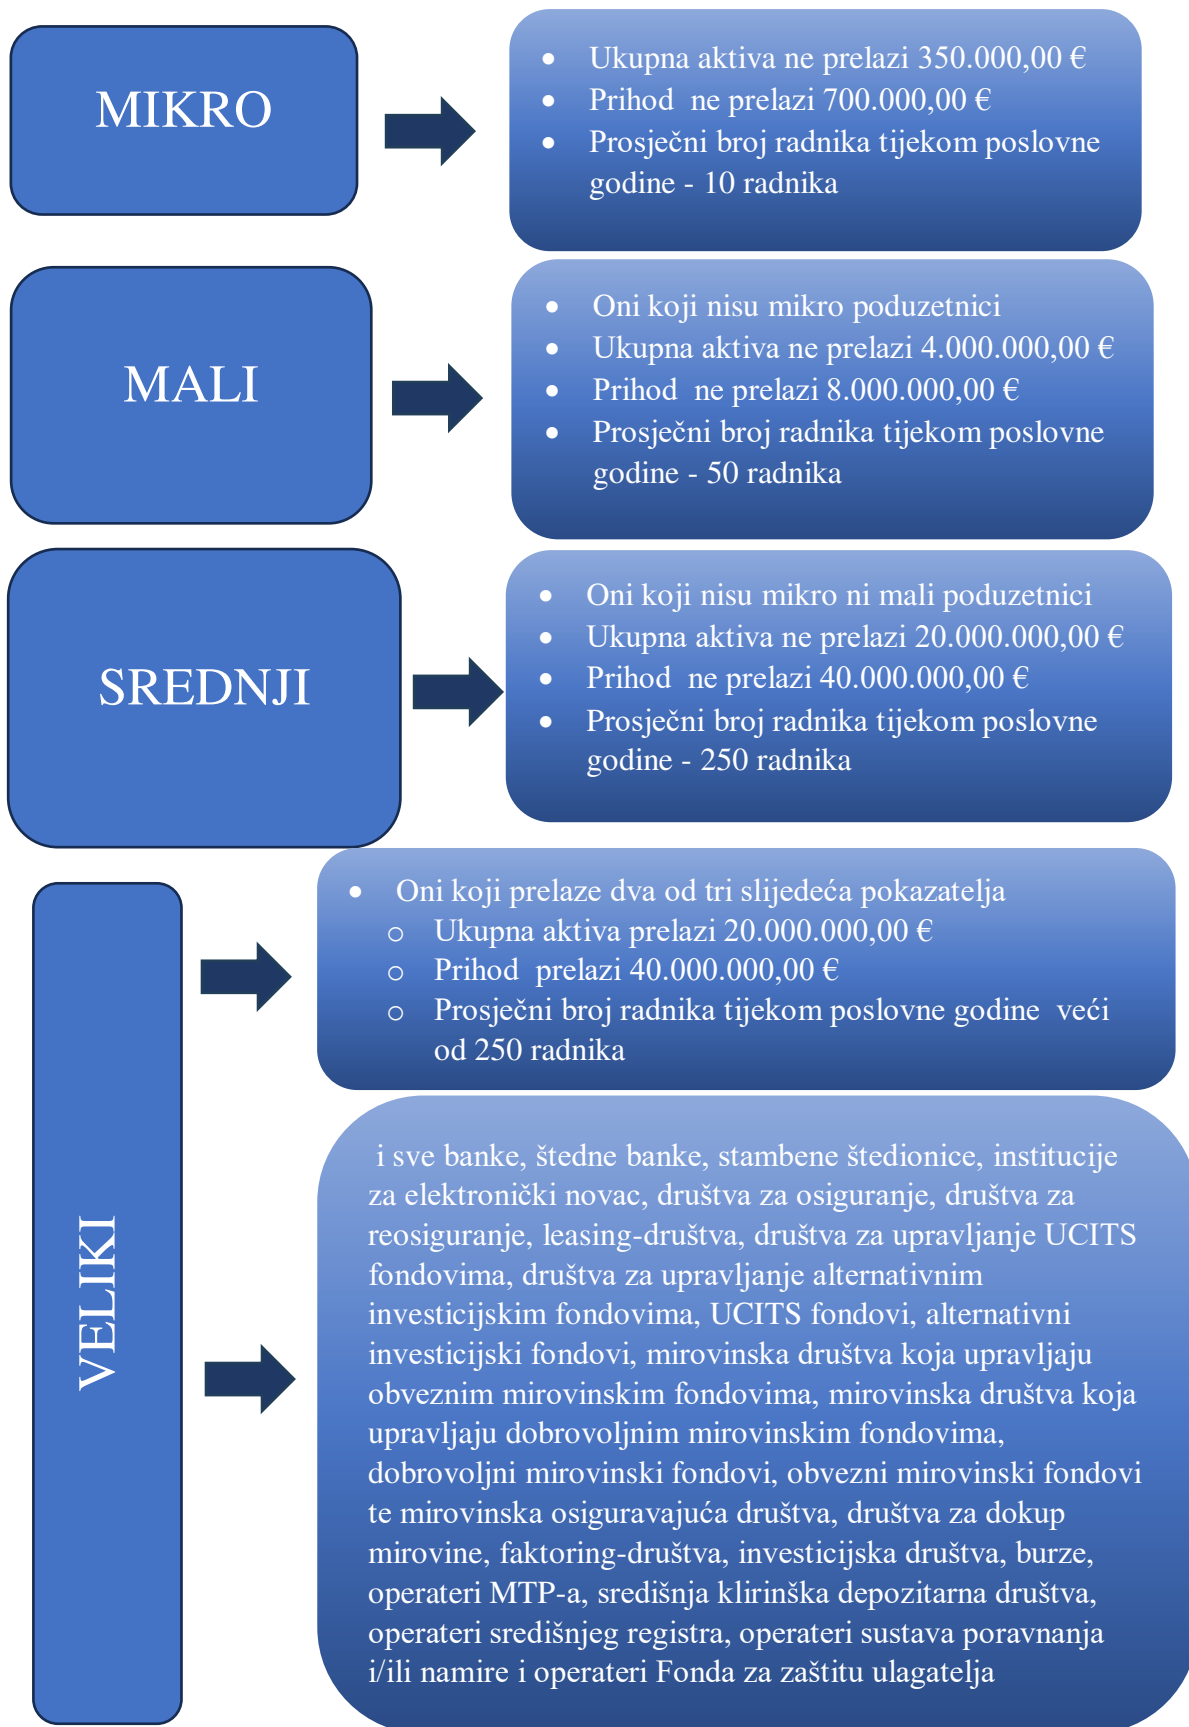 MIKRO
• Ukupna aktiva ne prelazi 350.000,00 €
• Prihod ne prelazi 700.000,00 €
• Prosječni broj radnika tijekom poslovne
godine - 10 radnika
MALI
• Oni koji nisu mikro poduzetnici
• Ukupna aktiva ne prelazi 4.000.000,00 €
• Prihod ne prelazi 8.000.000,00 €
• Prosječni broj radnika tijekom poslovne
godine - 50 radnika
SREDNJI
• Oni koji nisu mikro ni mali poduzetnici
• Ukupna aktiva ne prelazi 20.000.000,00 €
• Prihod ne prelazi 40.000.000,00 €
• Prosječni broj radnika tijekom poslovne
godine - 250 radnika
VELIKI
• Oni koji prelaze dva od tri slijedeća pokazatelja
o Ukupna aktiva prelazi 20.000.000,00 €
o Prihod prelazi 40.000.000,00 €
o Prosječni broj radnika tijekom poslovne godine veći
od 250 radnika
i sve banke, štedne banke, stambene štedionice, institucije
za elektronički novac, društva za osiguranje, društva za
reosiguranje, leasing-društva, društva za upravljanje UCITS
fondovima, društva za upravljanje alternativnim
investicijskim fondovima, UCITS fondovi, alternativni
investicijski fondovi, mirovinska društva koja upravljaju
obveznim mirovinskim fondovima, mirovinska društva koja
upravljaju dobrovoljnim mirovinskim fondovima,
dobrovoljni mirovinski fondovi, obvezni mirovinski fondovi
te mirovinska osiguravajuća društva, društva za dokup
mirovine, faktoring-društva, investicijska društva, burze,
operateri MTP-a, središnja klirinška depozitarna društva,
operateri središnjeg registra, operateri sustava poravnanja
i/ili namire i operateri Fonda za zaštitu ulagatelja